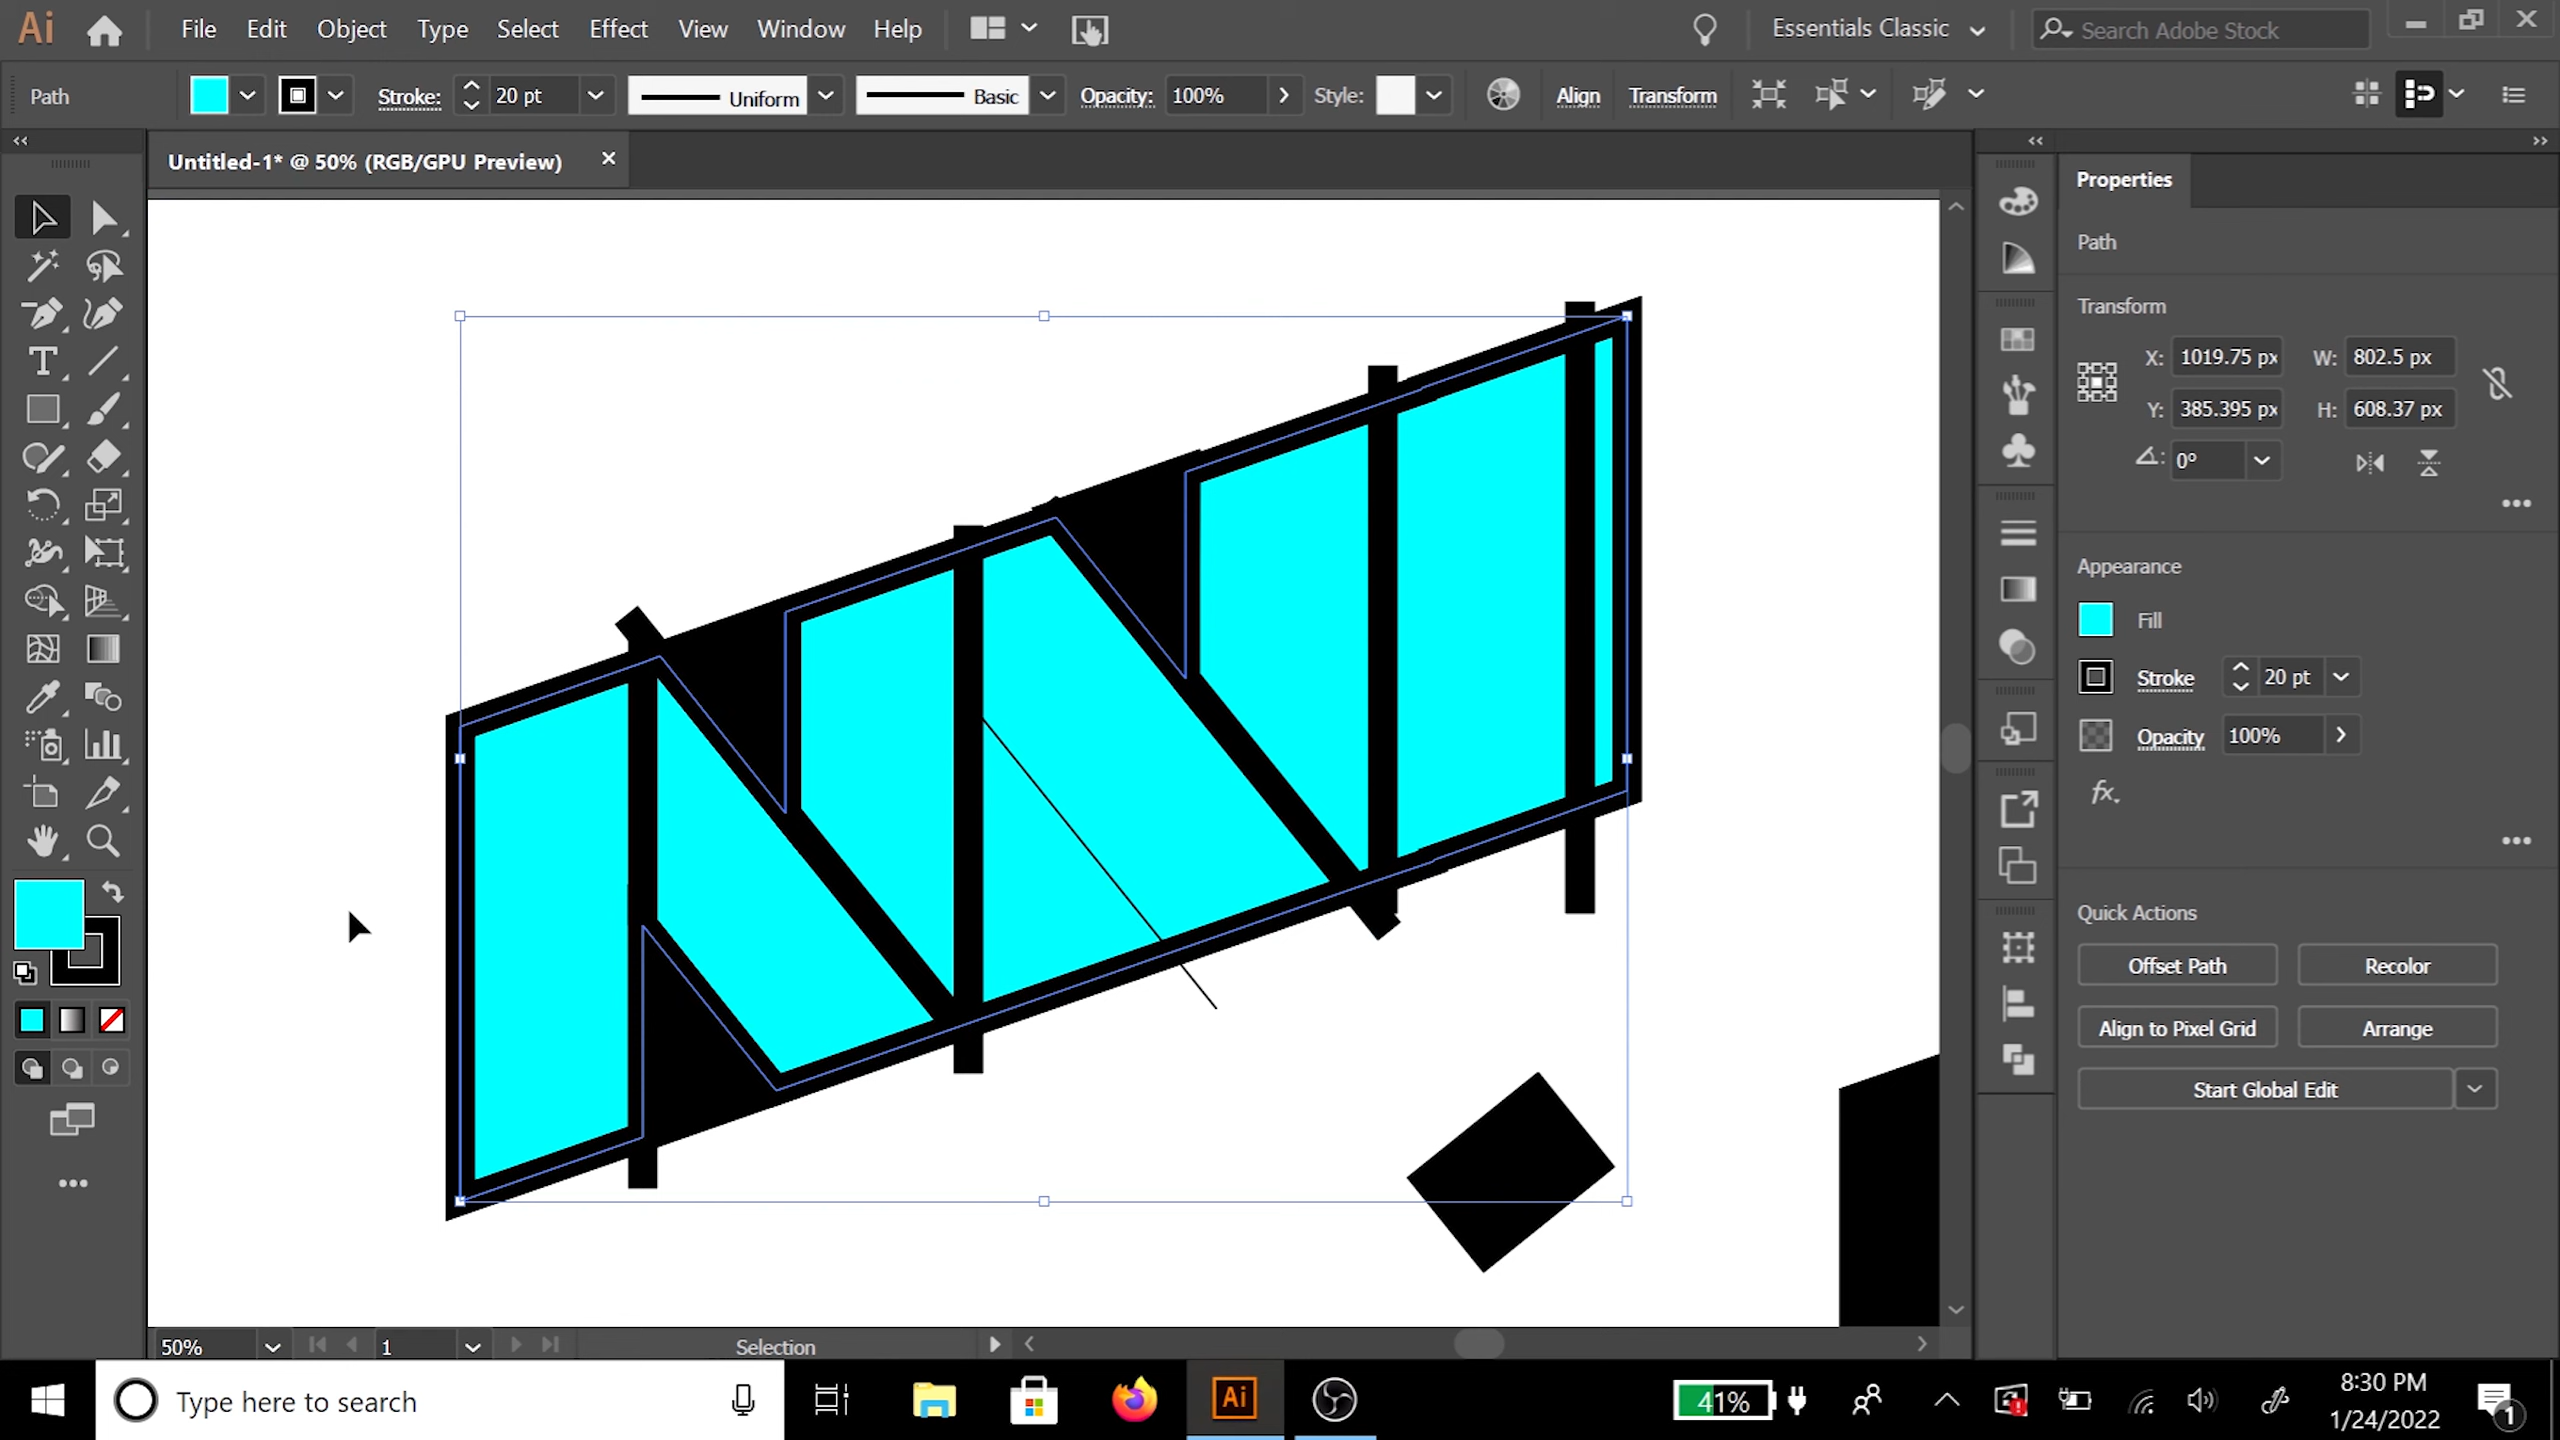 Ai File Edit Object Type Select Effect View Window Help Essentials Classic Search Adobe Stock
Path Stroke: 20 pt Uniform Basic Opacity: 100% Style: Align Transform
Untitled-1* @ 50% (RGB/GPU Preview)
Properties
Path
Transform
X: 1019.75 px W: 802.5 px
Y: 385.395 px H: 608.37 px
0°
Appearance
Fill
Stroke 20 pt
Opacity 100%
fx
Quick Actions
Offset Path Recolor
Align to Pixel Grid Arrange
Start Global Edit
50% 1 Selection
Type here to search
Ai
41%
8:30 PM
1/24/2022
1